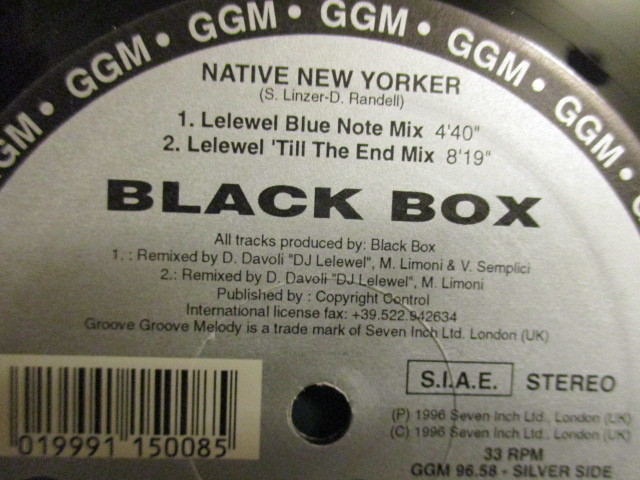 GGM • GGM • GGM • GGM • GGM • GGM • GGM •
NATIVE NEW YORKER
(S. Linzer-D. Randell)
1. Lelewel Blue Note Mix 4'40"
2. Lelewel 'Till The End Mix 8'19"
BLACK BOX
All tracks produced by: Black Box
1. : Remixed by D. Davoli "DJ Lelewel", M. Limoni & V. Semplici
2.: Remixed by D. Davoli "DJ Lelewel", M. Limoni
Published by : Copyright Control
International license fax: +39.522.942634
Groove Groove Melody is a trade mark of Seven Inch Ltd. London (UK)
S.I.A.E. STEREO
(P) 1996 Seven Inch Ltd., London (UK)
(C) 1996 Seven Inch Ltd., London (UK)
019991 150085
33 RPM
GGM 96.58 - SILVER SIDE